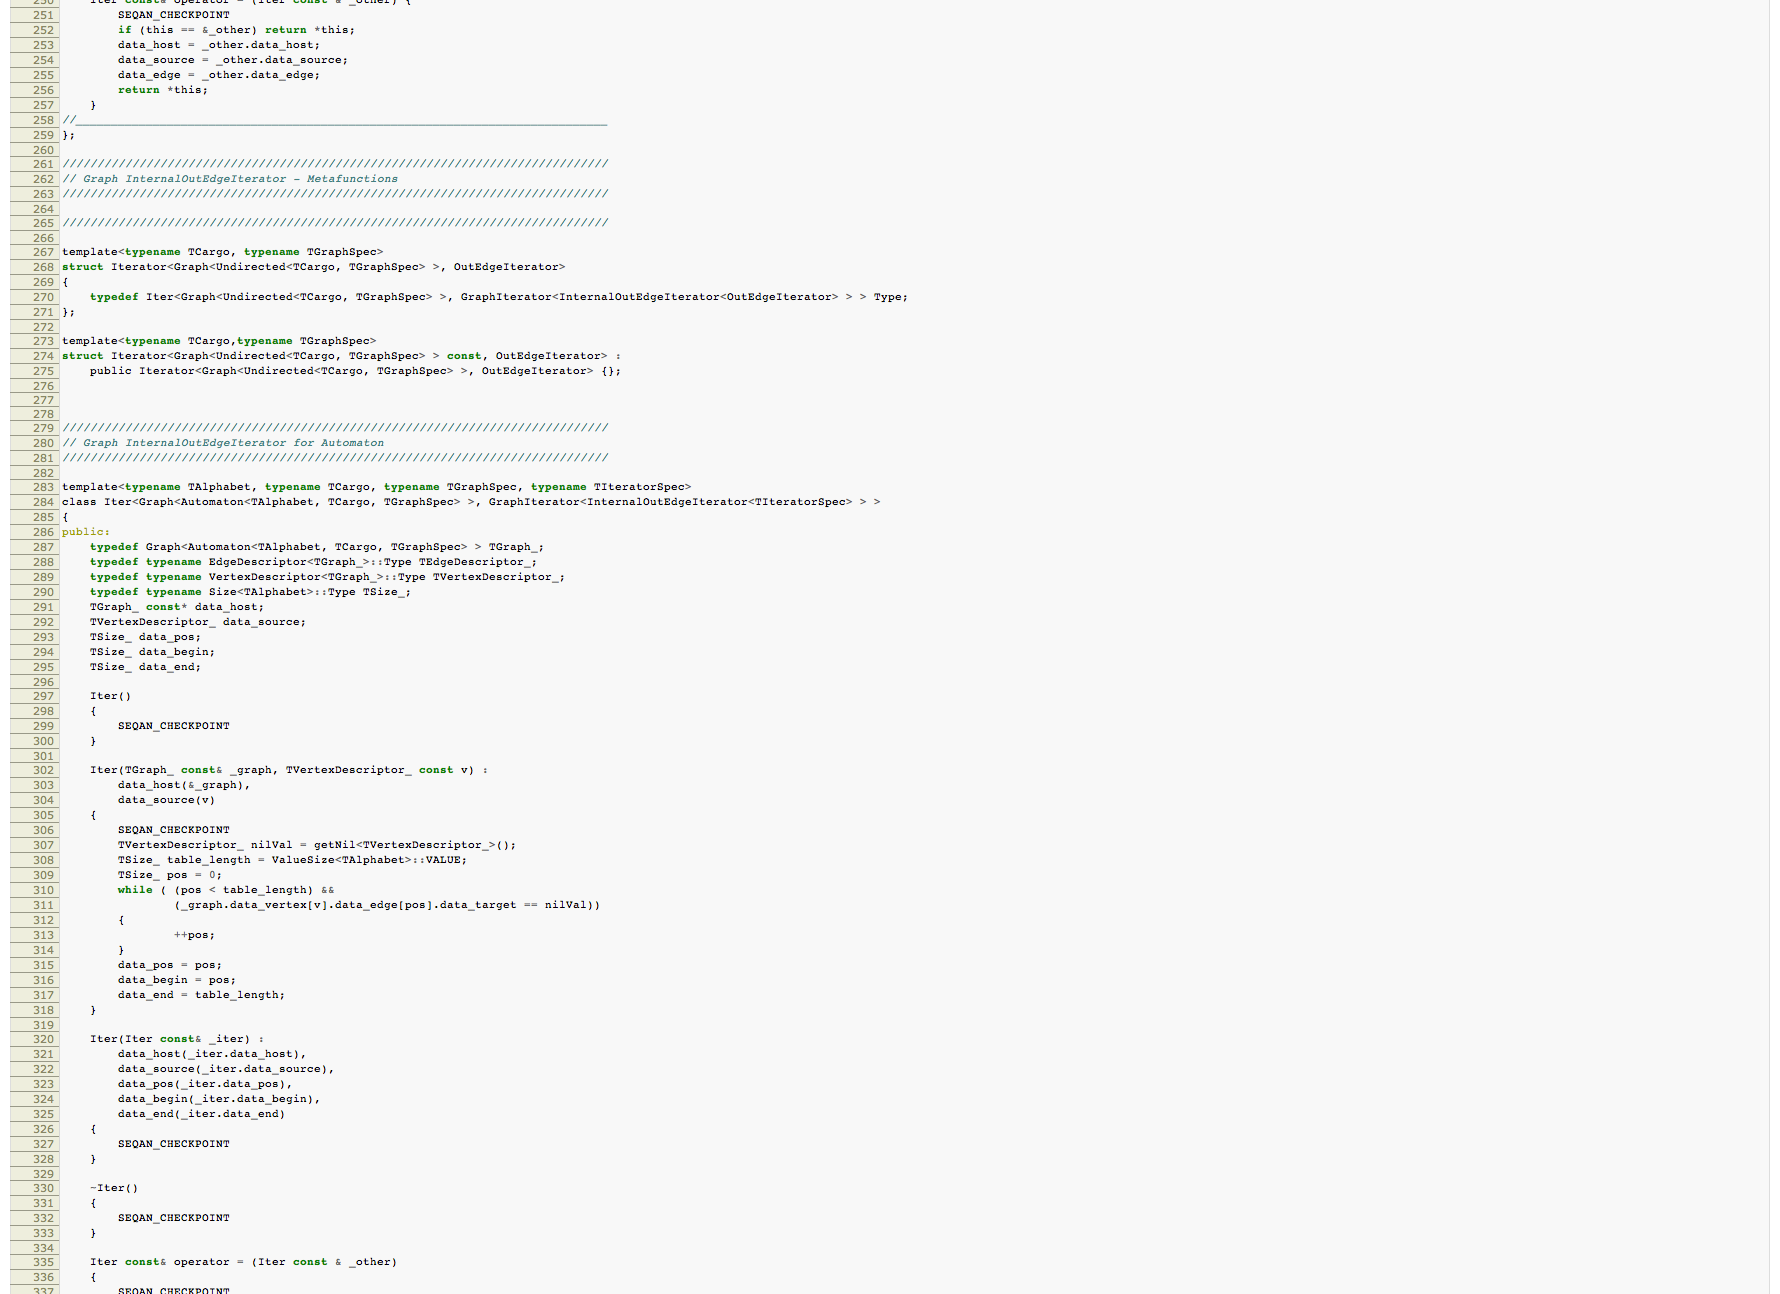 250     Iter const& operator = (Iter const & _other) {
251         SEQAN_CHECKPOINT
252         if (this == &_other) return *this;
253         data_host = _other.data_host;
254         data_source = _other.data_source;
255         data_edge = _other.data_edge;
256         return *this;
257     }
258 //____________________________________________________________________________
259 };
260
261 //////////////////////////////////////////////////////////////////////////////
262 // Graph InternalOutEdgeIterator - Metafunctions
263 //////////////////////////////////////////////////////////////////////////////
264
265 //////////////////////////////////////////////////////////////////////////////
266
267 template<typename TCargo, typename TGraphSpec>
268 struct Iterator<Graph<Undirected<TCargo, TGraphSpec> >, OutEdgeIterator>
269 {
270     typedef Iter<Graph<Undirected<TCargo, TGraphSpec> >, GraphIterator<InternalOutEdgeIterator<OutEdgeIterator> > > Type;
271 };
272
273 template<typename TCargo,typename TGraphSpec>
274 struct Iterator<Graph<Undirected<TCargo, TGraphSpec> > const, OutEdgeIterator> :
275     public Iterator<Graph<Undirected<TCargo, TGraphSpec> >, OutEdgeIterator> {};
276
277
278
279 //////////////////////////////////////////////////////////////////////////////
280 // Graph InternalOutEdgeIterator for Automaton
281 //////////////////////////////////////////////////////////////////////////////
282
283 template<typename TAlphabet, typename TCargo, typename TGraphSpec, typename TIteratorSpec>
284 class Iter<Graph<Automaton<TAlphabet, TCargo, TGraphSpec> >, GraphIterator<InternalOutEdgeIterator<TIteratorSpec> > >
285 {
286 public:
287     typedef Graph<Automaton<TAlphabet, TCargo, TGraphSpec> > TGraph_;
288     typedef typename EdgeDescriptor<TGraph_>::Type TEdgeDescriptor_;
289     typedef typename VertexDescriptor<TGraph_>::Type TVertexDescriptor_;
290     typedef typename Size<TAlphabet>::Type TSize_;
291     TGraph_ const* data_host;
292     TVertexDescriptor_ data_source;
293     TSize_ data_pos;
294     TSize_ data_begin;
295     TSize_ data_end;
296
297     Iter()
298     {
299         SEQAN_CHECKPOINT
300     }
301
302     Iter(TGraph_ const& _graph, TVertexDescriptor_ const v) :
303         data_host(&_graph),
304         data_source(v)
305     {
306         SEQAN_CHECKPOINT
307         TVertexDescriptor_ nilVal = getNil<TVertexDescriptor_>();
308         TSize_ table_length = ValueSize<TAlphabet>::VALUE;
309         TSize_ pos = 0;
310         while ( (pos < table_length) &&
311                 (_graph.data_vertex[v].data_edge[pos].data_target == nilVal))
312         {
313                 ++pos;
314         }
315         data_pos = pos;
316         data_begin = pos;
317         data_end = table_length;
318     }
319
320     Iter(Iter const& _iter) :
321         data_host(_iter.data_host),
322         data_source(_iter.data_source),
323         data_pos(_iter.data_pos),
324         data_begin(_iter.data_begin),
325         data_end(_iter.data_end)
326     {
327         SEQAN_CHECKPOINT
328     }
329
330     ~Iter()
331     {
332         SEQAN_CHECKPOINT
333     }
334
335     Iter const& operator = (Iter const & _other)
336     {
337         SEQAN_CHECKPOINT